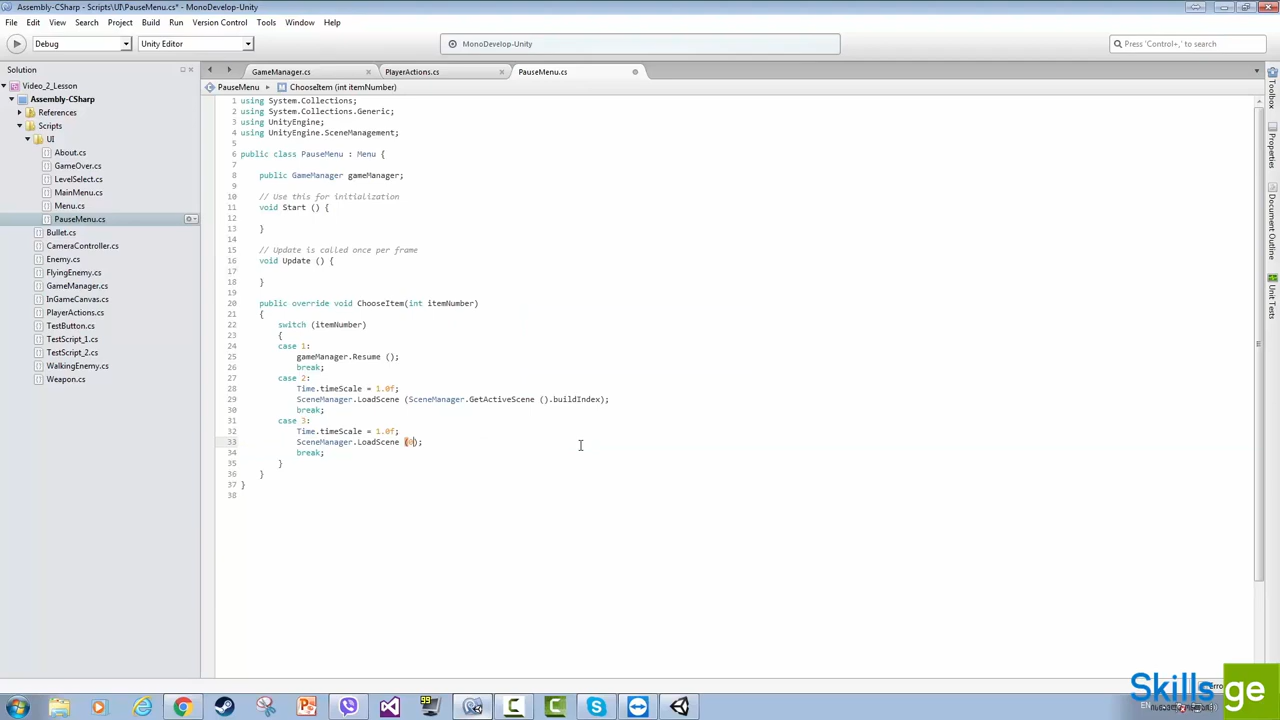 Assembly-CSharp - Scripts\UI\PauseMenu.cs* - MonoDevelop-Unity
File Edit View Search Project Build Run Version Control Tools Window Help
Debug Unity Editor MonoDevelop-Unity Press 'Control+,' to search
Solution
GameManager.cs PlayerActions.cs PauseMenu.cs
PauseMenu ChooseItem (int itemNumber)
Video_2_Lesson
Assembly-CSharp
References
Scripts
UI
About.cs
GameOver.cs
LevelSelect.cs
MainMenu.cs
Menu.cs
PauseMenu.cs
Bullet.cs
CameraController.cs
Enemy.cs
FlyingEnemy.cs
GameManager.cs
InGameCanvas.cs
PlayerActions.cs
TestButton.cs
TestScript_1.cs
TestScript_2.cs
WalkingEnemy.cs
Weapon.cs
1 using System.Collections;
2 using System.Collections.Generic;
3 using UnityEngine;
4 using UnityEngine.SceneManagement;
5
6 public class PauseMenu : Menu {
7
8 public GameManager gameManager;
9
10 // Use this for initialization
11 void Start () {
12
13 }
14
15 // Update is called once per frame
16 void Update () {
17
18 }
19
20 public override void ChooseItem(int itemNumber)
21 {
22 switch (itemNumber)
23 {
24 case 1:
25 gameManager.Resume ();
26 break;
27 case 2:
28 Time.timeScale = 1.0f;
29 SceneManager.LoadScene (SceneManager.GetActiveScene ().buildIndex);
30 break;
31 case 3:
32 Time.timeScale = 1.0f;
33 SceneManager.LoadScene (0);
34 break;
35 }
36 }
37 }
38
Toolbox
Properties
Document Outline
Unit Tests
99
Skills ge